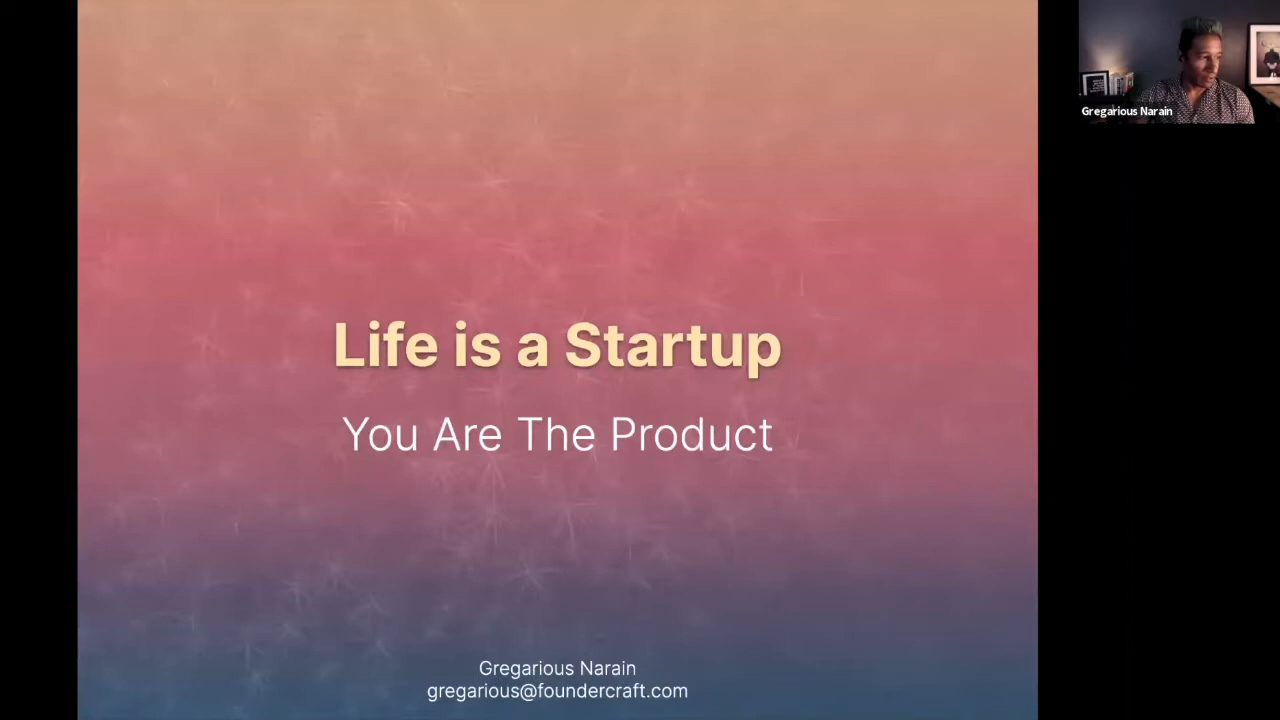 Life is a Startup
You Are The Product
Gregarious Narain
gregarious@foundercraft.com
Gregarious Narain